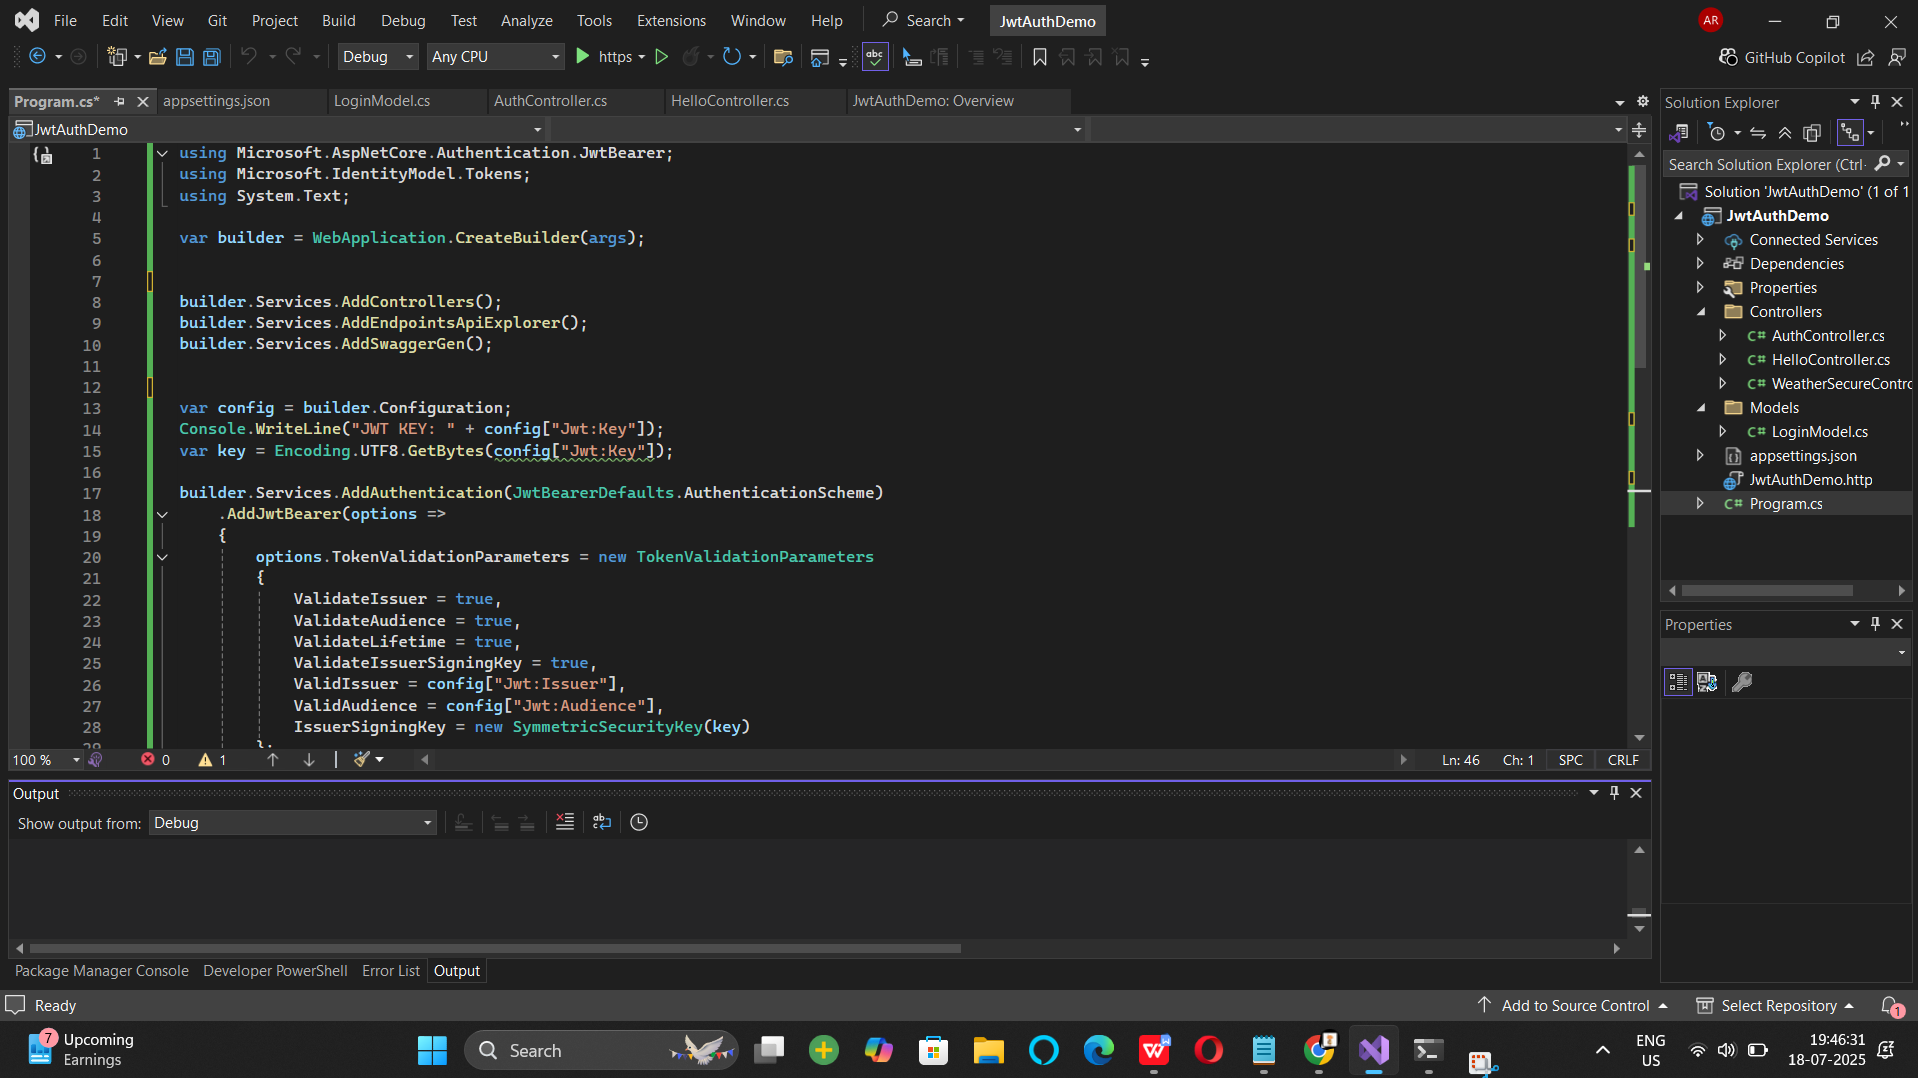 File Edit View Git Project Build Debug Test Analyze Tools Extensions Window Help Search JwtAuthDemo AR
Debug Any CPU https abc GitHub Copilot
Program.cs* appsettings.json LoginModel.cs AuthController.cs HelloController.cs JwtAuthDemo: Overview
JwtAuthDemo
1 using Microsoft.AspNetCore.Authentication.JwtBearer;
2 using Microsoft.IdentityModel.Tokens;
3 using System.Text;
4
5 var builder = WebApplication.CreateBuilder(args);
6
7
8 builder.Services.AddControllers();
9 builder.Services.AddEndpointsApiExplorer();
10 builder.Services.AddSwaggerGen();
11
12
13 var config = builder.Configuration;
14 Console.WriteLine("JWT KEY: " + config["Jwt:Key"]);
15 var key = Encoding.UTF8.GetBytes(config["Jwt:Key"]);
16
17 builder.Services.AddAuthentication(JwtBearerDefaults.AuthenticationScheme)
18 .AddJwtBearer(options =>
19 {
20 options.TokenValidationParameters = new TokenValidationParameters
21 {
22 ValidateIssuer = true,
23 ValidateAudience = true,
24 ValidateLifetime = true,
25 ValidateIssuerSigningKey = true,
26 ValidIssuer = config["Jwt:Issuer"],
27 ValidAudience = config["Jwt:Audience"],
28 IssuerSigningKey = new SymmetricSecurityKey(key)
29 };
100 % 0 1 Ln: 46 Ch: 1 SPC CRLF
Output
Show output from: Debug
Package Manager Console Developer PowerShell Error List Output
Solution Explorer
Search Solution Explorer (Ctrl-
Solution 'JwtAuthDemo' (1 of 1
JwtAuthDemo
Connected Services
Dependencies
Properties
Controllers
C# AuthController.cs
C# HelloController.cs
C# WeatherSecureContro
Models
C# LoginModel.cs
appsettings.json
JwtAuthDemo.http
C# Program.cs
Properties
Ready Add to Source Control Select Repository 1
7 Upcoming
Earnings
Search
ENG
US
19:46:31
18-07-2025